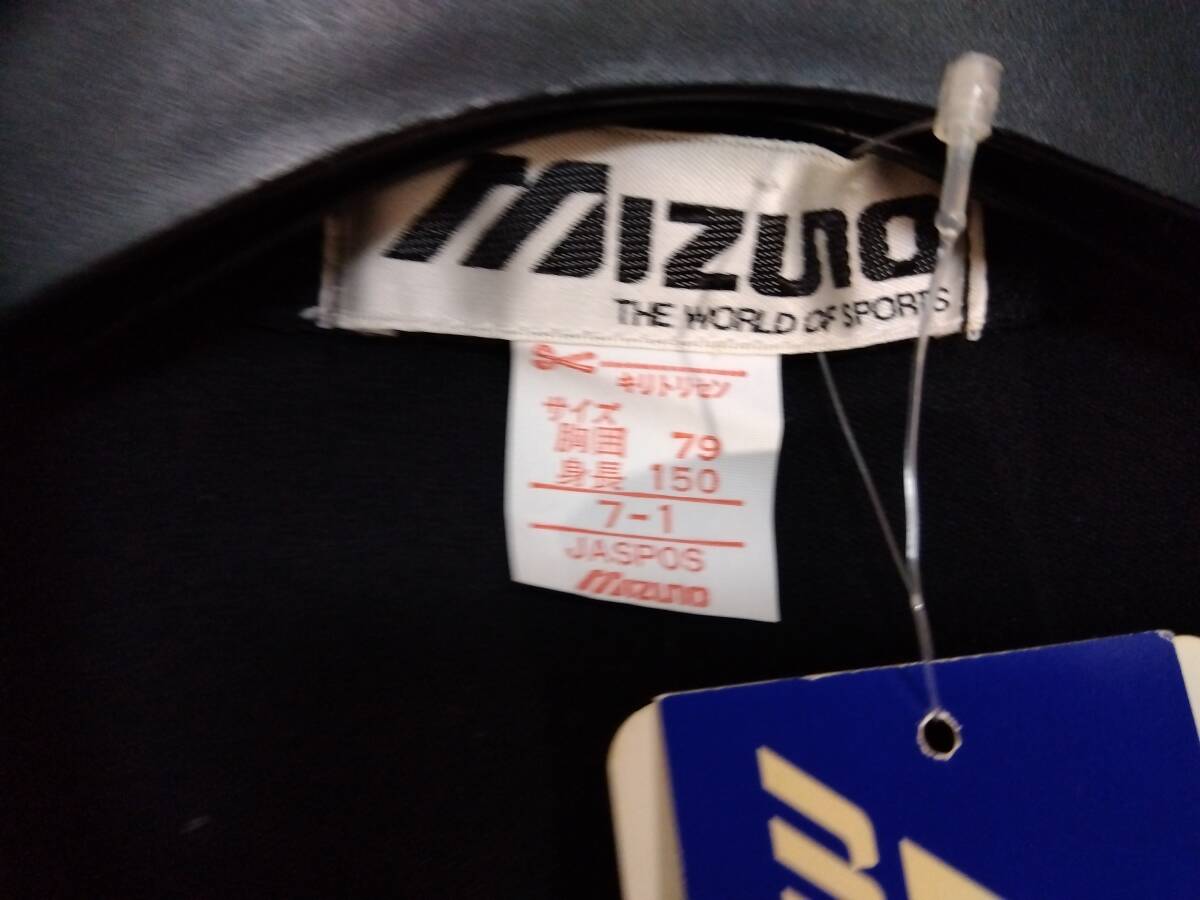 MIZUNO
THE WORLD OF SPORTS
キリトリセン
サイズ
胸囲 79
身長 150
7-1
JASPOS
MIZUNO